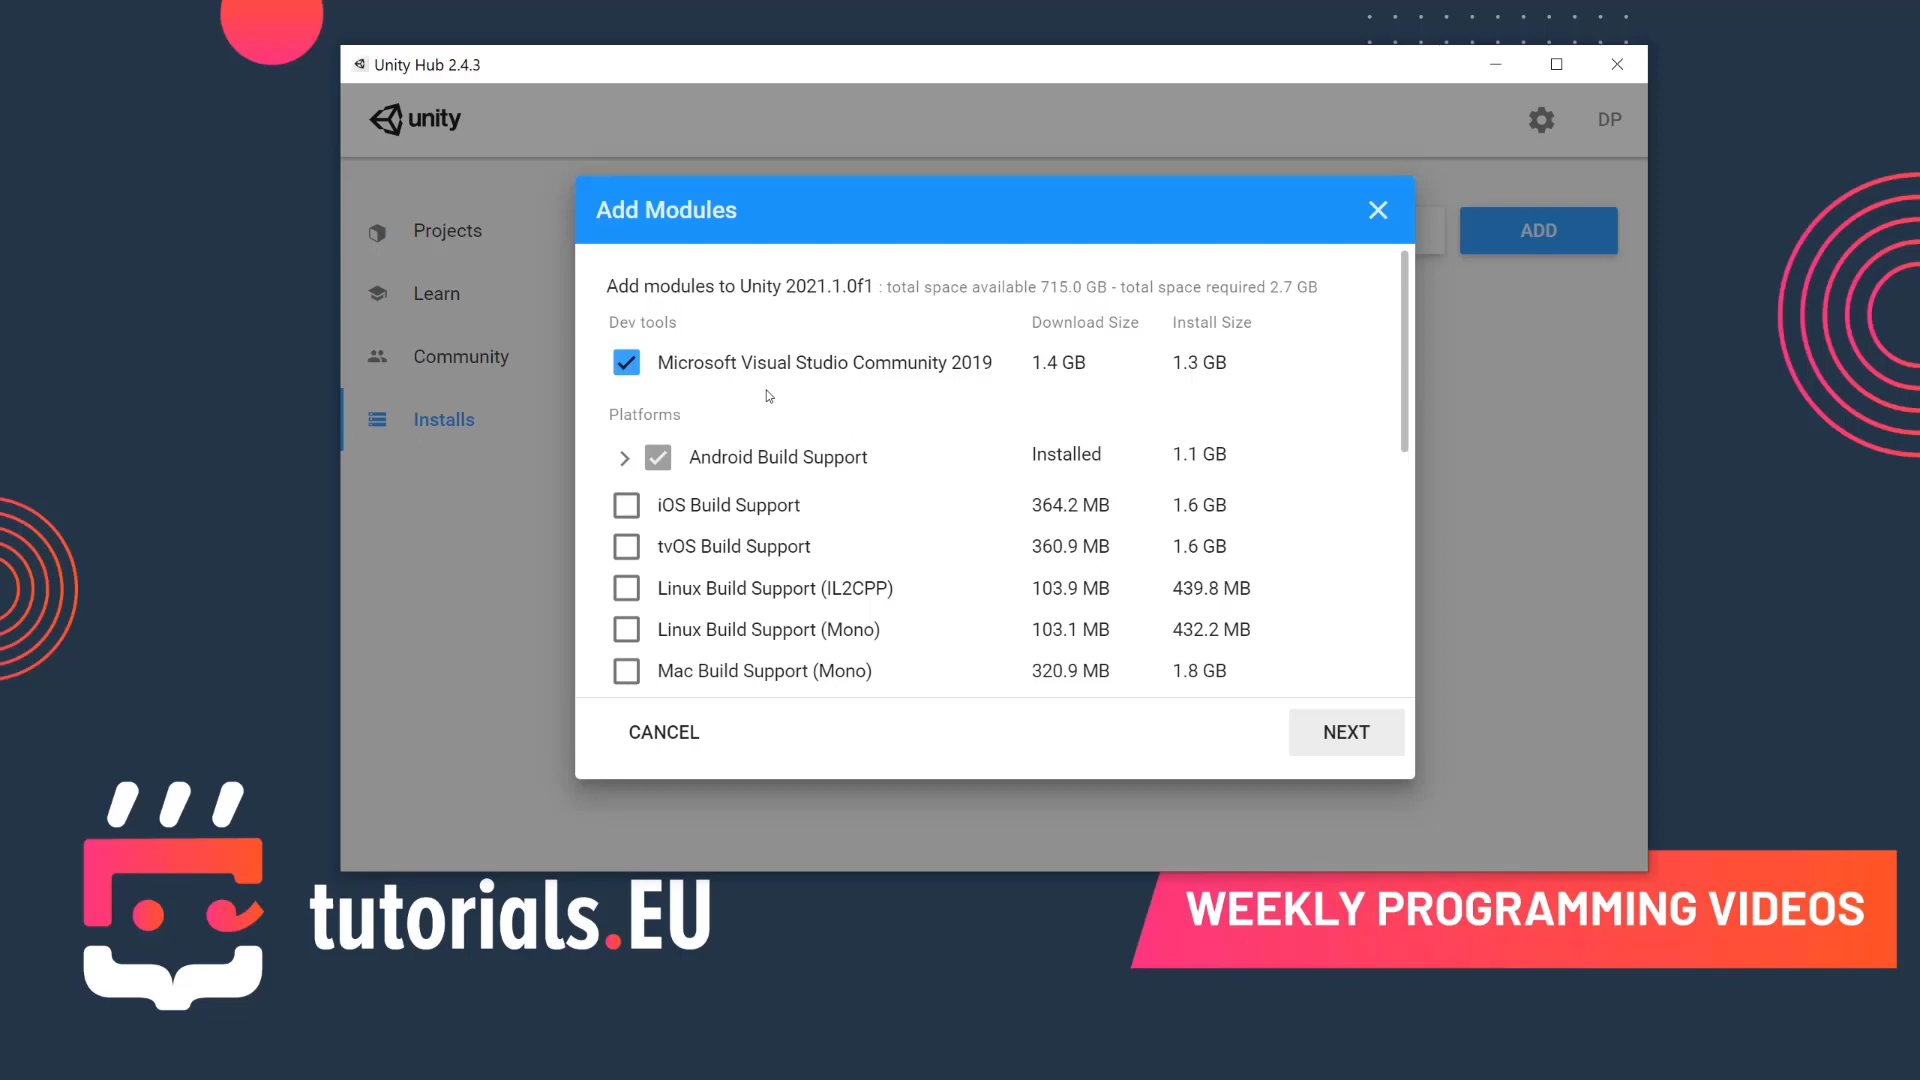 Unity Hub 2.4.3
unity
DP
Projects
Learn
Community
Installs
ADD
Add Modules
Add modules to Unity 2021.1.0f1 : total space available 715.0 GB - total space required 2.7 GB
Dev tools Download Size Install Size
Microsoft Visual Studio Community 2019 1.4 GB 1.3 GB
Platforms
Android Build Support Installed 1.1 GB
iOS Build Support 364.2 MB 1.6 GB
tvOS Build Support 360.9 MB 1.6 GB
Linux Build Support (IL2CPP) 103.9 MB 439.8 MB
Linux Build Support (Mono) 103.1 MB 432.2 MB
Mac Build Support (Mono) 320.9 MB 1.8 GB
CANCEL NEXT
tutorials.EU
WEEKLY PROGRAMMING VIDEOS